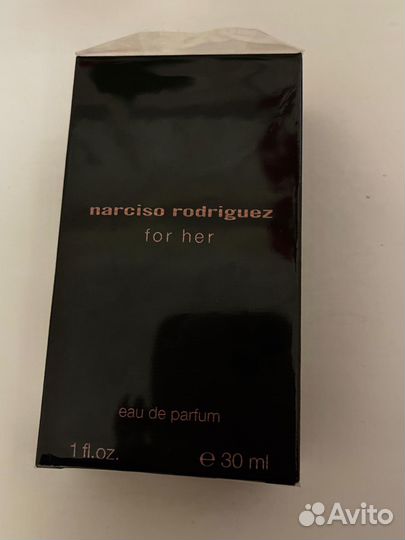 narciso rodriguez
for her
eau de parfum
1 fl.oz. e 30 ml
Avito